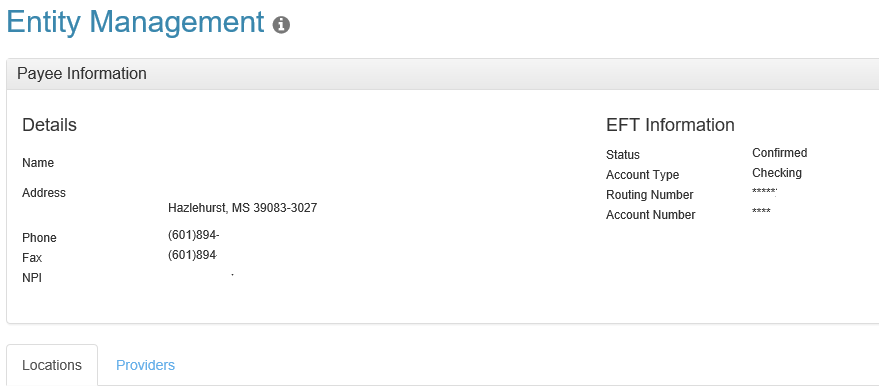 Entity Management
Payee Information
Details
Name
Address
Hazlehurst, MS 39083-3027
Phone (601)894-
Fax (601)894
NPI
EFT Information
Status Confirmed
Account Type Checking
Routing Number *****
Account Number ****
Locations Providers